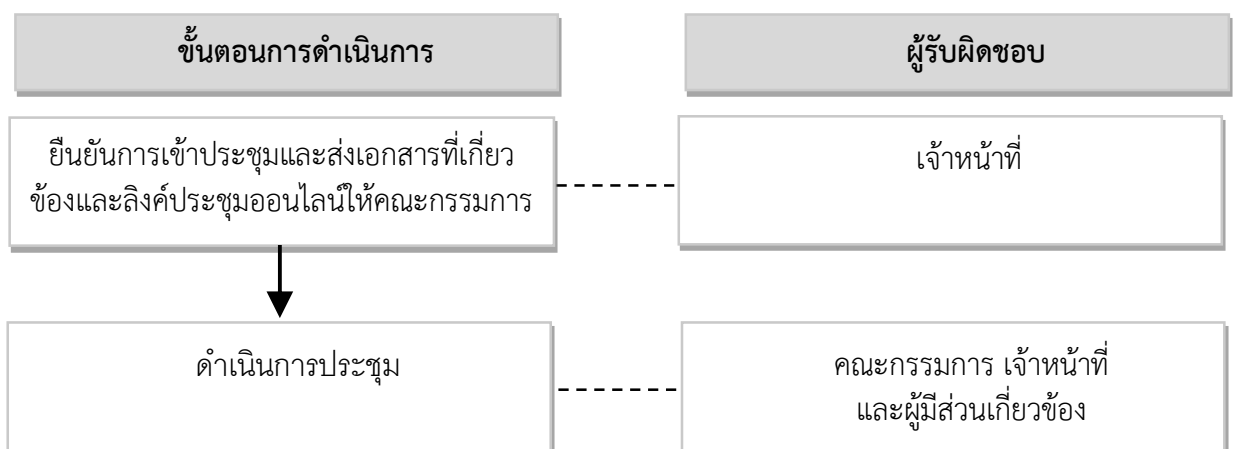 ขั้นตอนการดำเนินการ
ผู้รับผิดชอบ
ยืนยันการเข้าประชุมและส่งเอกสารที่เกี่ยว
ข้องและลิงค์ประชุมออนไลน์ให้คณะกรรมการ
เจ้าหน้าที่
ดำเนินการประชุม
คณะกรรมการ เจ้าหน้าที่
และผู้มีส่วนเกี่ยวข้อง